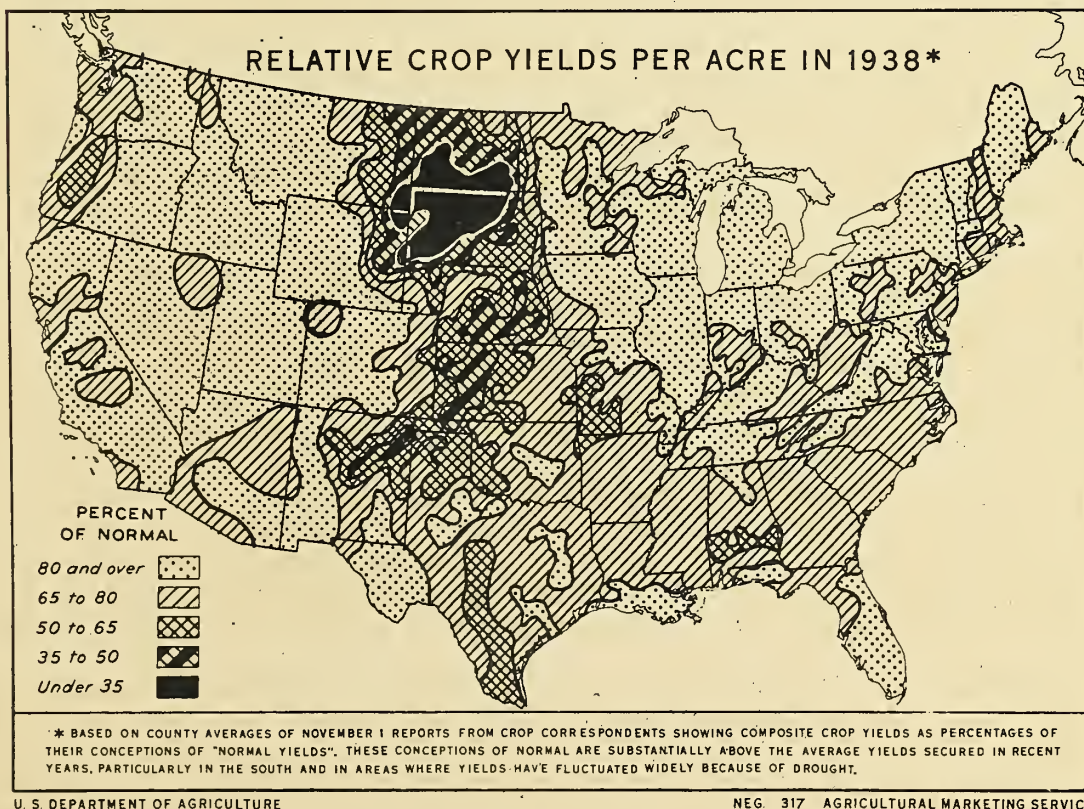 RELATIVE CROP YIELDS PER ACRE IN 1938*
PERCENT
OF NORMAL
80 and over
65 to 80
50 to 65
35 to 50
Under 35
* BASED ON COUNTY AVERAGES OF NOVEMBER 1 REPORTS FROM CROP CORRESPONDENTS SHOWING COMPOSITE CROP YIELDS AS PERCENTAGES OF
THEIR CONCEPTIONS OF "NORMAL YIELDS". THESE CONCEPTIONS OF NORMAL ARE SUBSTANTIALLY ABOVE THE AVERAGE YIELDS SECURED IN RECENT
YEARS, PARTICULARLY IN THE SOUTH AND IN AREAS WHERE YIELDS HAVE FLUCTUATED WIDELY BECAUSE OF DROUGHT.
U. S. DEPARTMENT OF AGRICULTURE
NEG. 317 AGRICULTURAL MARKETING SERVIC